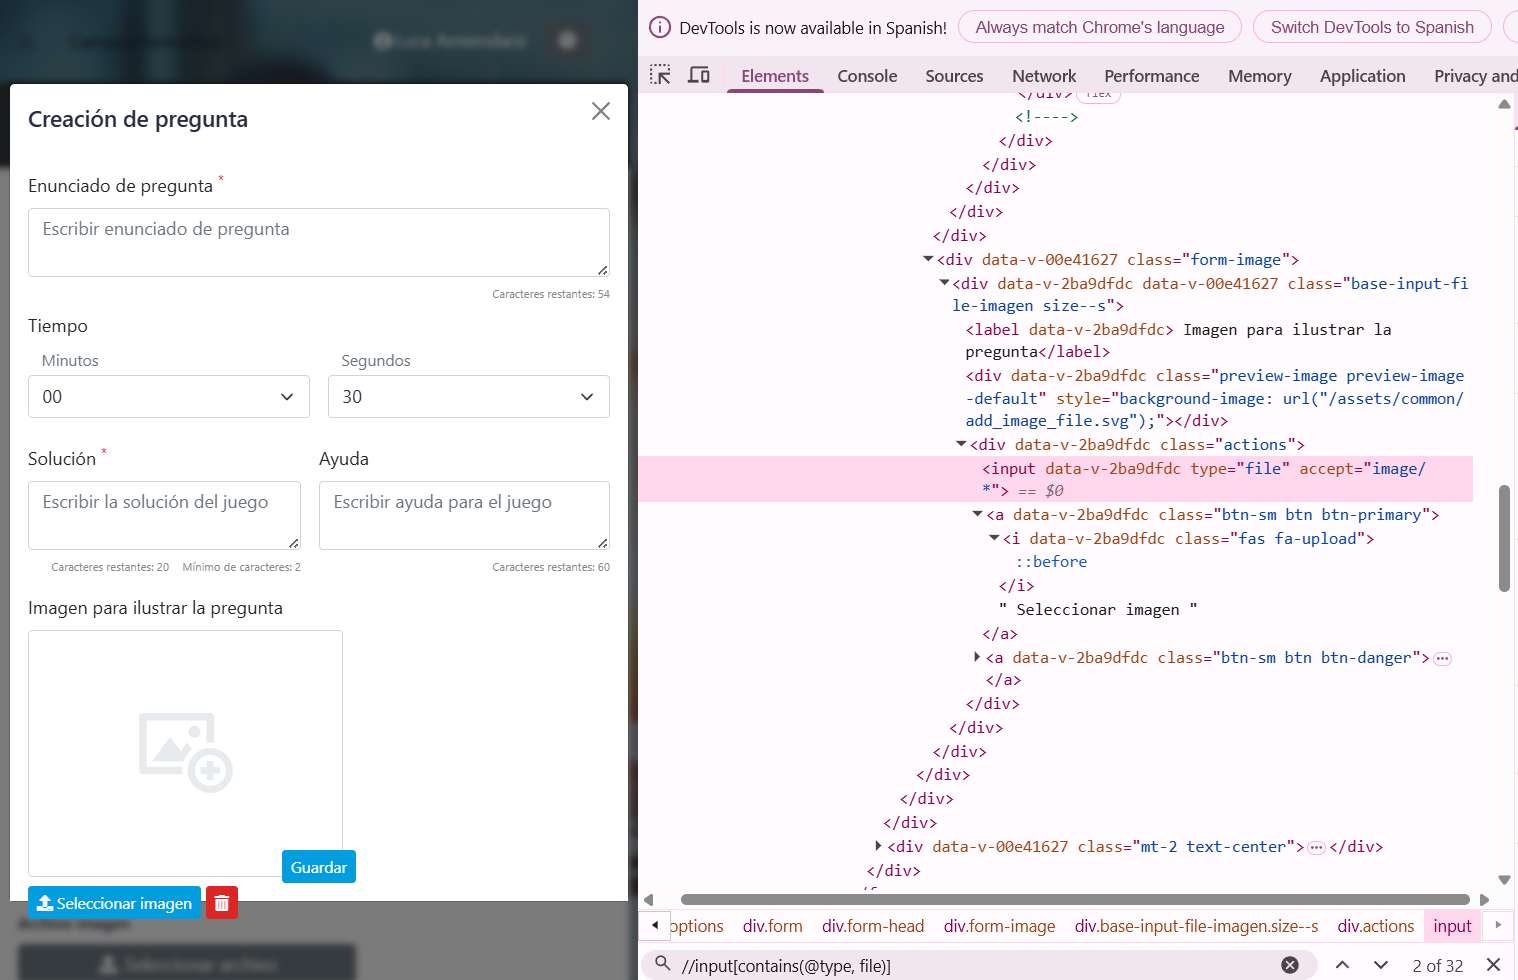 Creación de pregunta
Enunciado de pregunta *
Escribir enunciado de pregunta
Caracteres restantes: 54
Tiempo
Minutos
Segundos
00
30
Solución *
Ayuda
Escribir la solución del juego
Escribir ayuda para el juego
Caracteres restantes: 20 Mínimo de caracteres: 2
Caracteres restantes: 60
Imagen para ilustrar la pregunta
Guardar
Seleccionar imagen
Archivo imagen
Seleccionar archivo
DevTools is now available in Spanish! Always match Chrome's language Switch DevTools to Spanish
Elements Console Sources Network Performance Memory Application Privacy and
</div> flex
<!---->
</div>
</div>
</div>
</div>
</div>
<div data-v-00e41627 class="form-image">
<div data-v-2ba9dfdc data-v-00e41627 class="base-input-fi
le-imagen size--s">
<label data-v-2ba9dfdc> Imagen para ilustrar la
pregunta</label>
<div data-v-2ba9dfdc class="preview-image preview-image
-default" style="background-image: url("/assets/common/
add_image_file.svg");"></div>
<div data-v-2ba9dfdc class="actions">
<input data-v-2ba9dfdc type="file" accept="image/
*"> == $0
<a data-v-2ba9dfdc class="btn-sm btn btn-primary">
<i data-v-2ba9dfdc class="fas fa-upload">
::before
</i>
" Seleccionar imagen "
</a>
<a data-v-2ba9dfdc class="btn-sm btn btn-danger">
</a>
</div>
</div>
</div>
</div>
</div>
</div>
<div data-v-00e41627 class="mt-2 text-center"> </div>
</div>
options div.form div.form-head div.form-image div.base-input-file-imagen.size--s div.actions input
//input[contains(@type, file)]
2 of 32